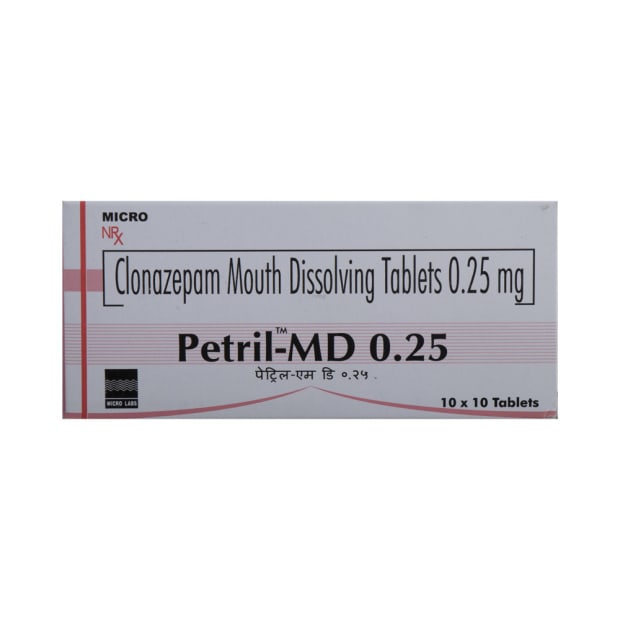 MICRO
NRx
Clonazepam Mouth Dissolving Tablets 0.25 mg
Petril™-MD 0.25
पेट्रिल-एम डि ०.२५ .
MICRO LABS
10 x 10 Tablets